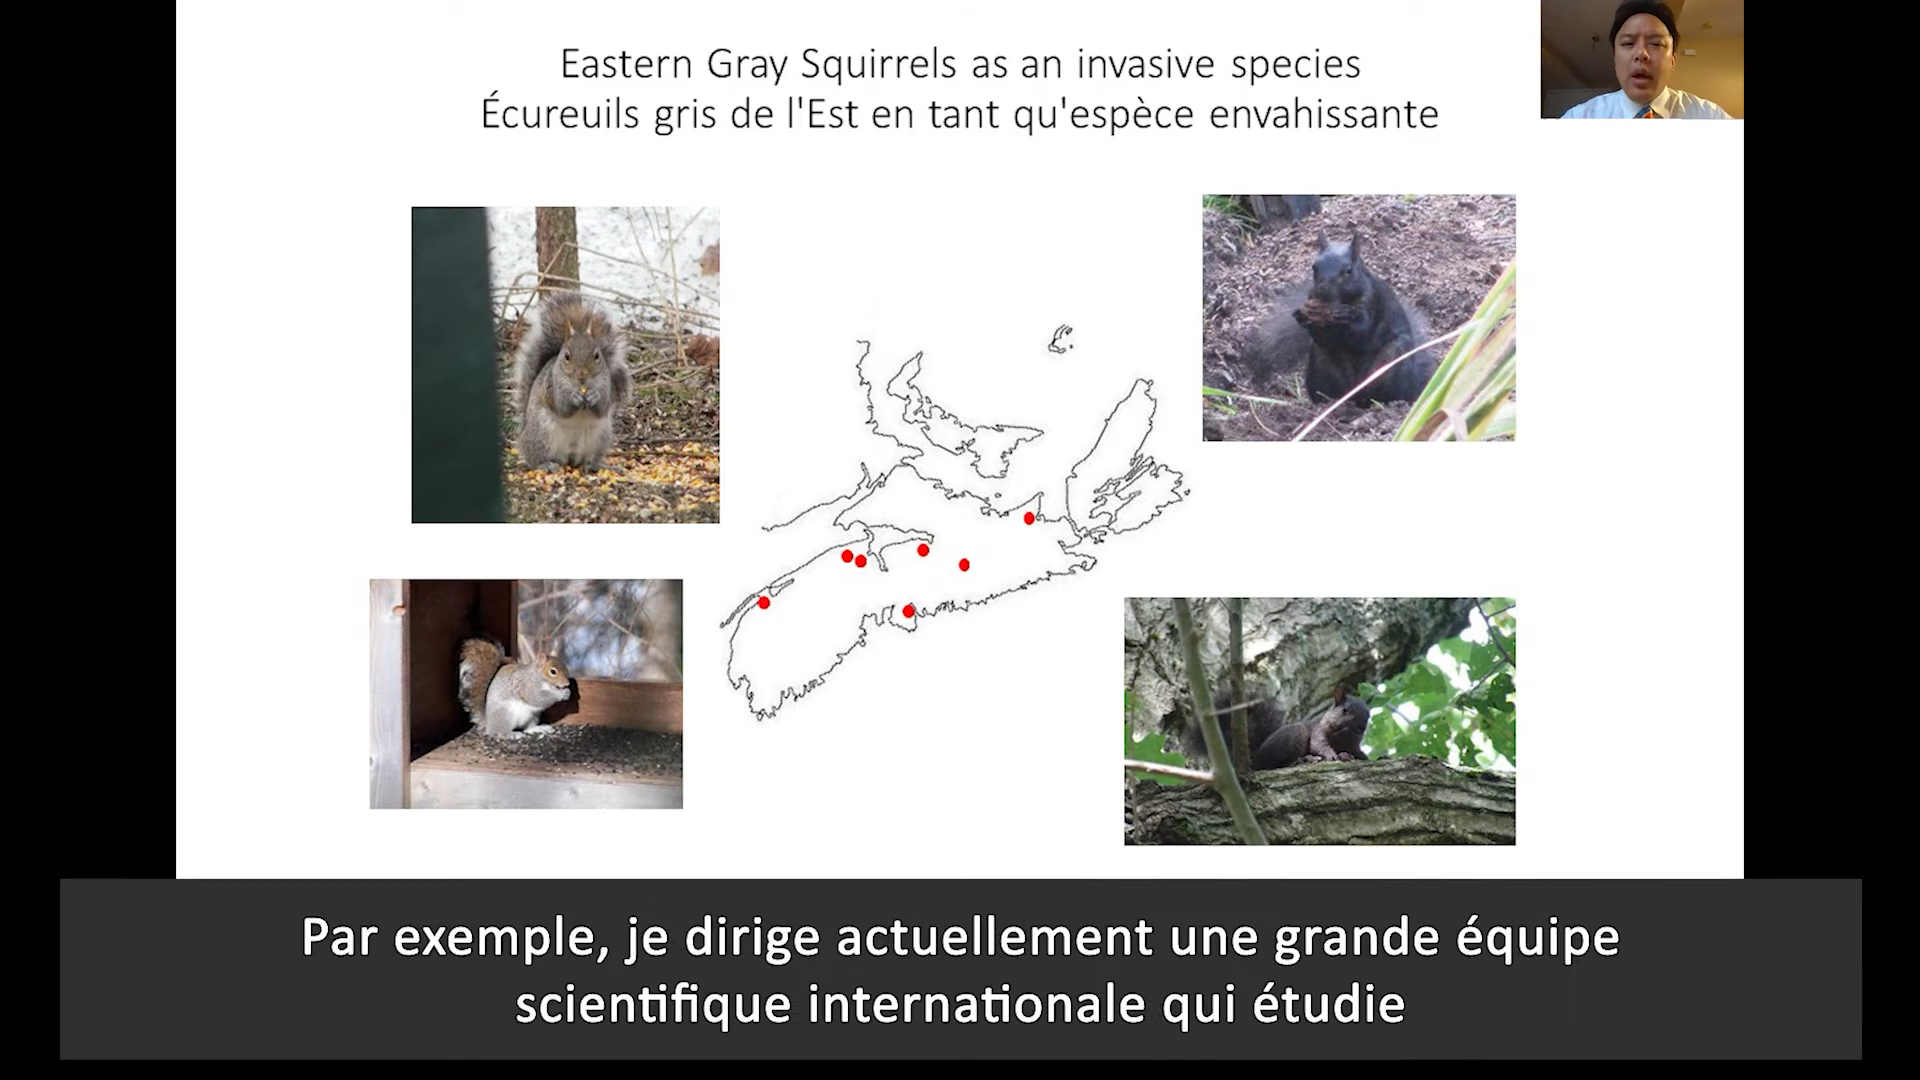 Eastern Gray Squirrels as an invasive species
Écureuils gris de l'Est en tant qu'espèce envahissante
Par exemple, je dirige actuellement une grande équipe
scientifique internationale qui étudie